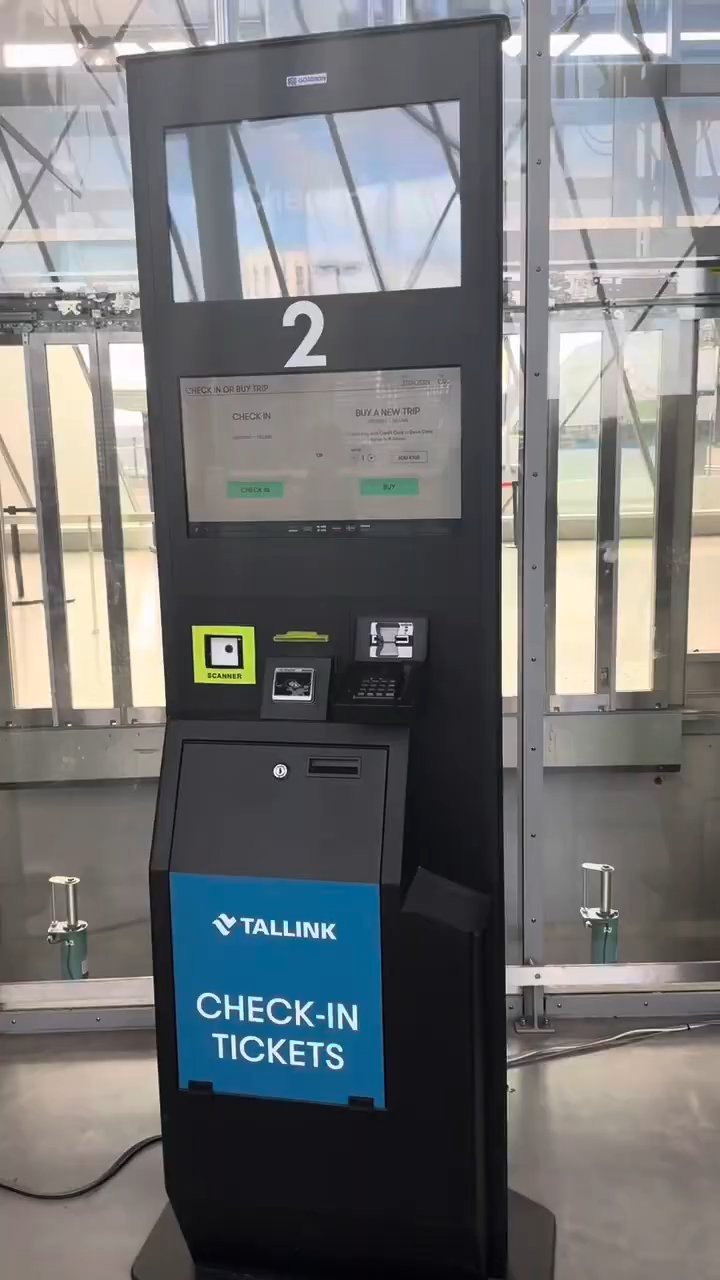 2
CHECK IN OR BUY TRIP
CHECK IN
BUY A NEW TRIP
OR
CHECK IN
BUY
SCANNER
TALLINK
CHECK-IN
TICKETS